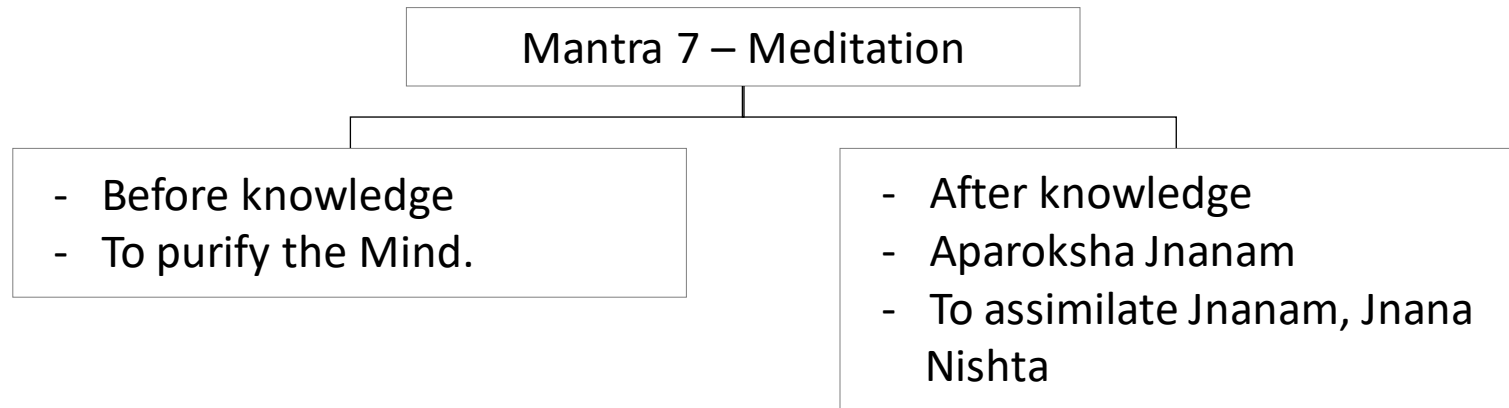 Mantra 7 – Meditation
- Before knowledge
- To purify the Mind.
- After knowledge
- Aparoksha Jnanam
- To assimilate Jnanam, Jnana
Nishta